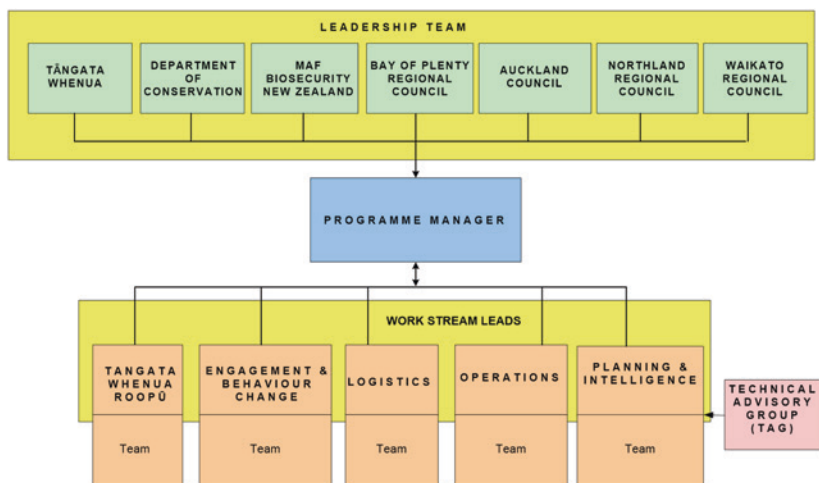 LEADERSHIP TEAM
TĀNGATA
WHENUA
DEPARTMENT
OF
CONSERVATION
MAF
BIOSECURITY
NEW ZEALAND
BAY OF PLENTY
REGIONAL
COUNCIL
AUCKLAND
COUNCIL
NORTHLAND
REGIONAL
COUNCIL
WAIKATO
REGIONAL
COUNCIL
PROGRAMME MANAGER
WORK STREAM LEADS
TANGATA
WHENUA
ROOPŪ
ENGAGEMENT &
BEHAVIOUR
CHANGE
LOGISTICS
OPERATIONS
PLANNING &
INTELLIGENCE
TECHNICAL
ADVISORY
GROUP
(TAG)
Team
Team
Team
Team
Team